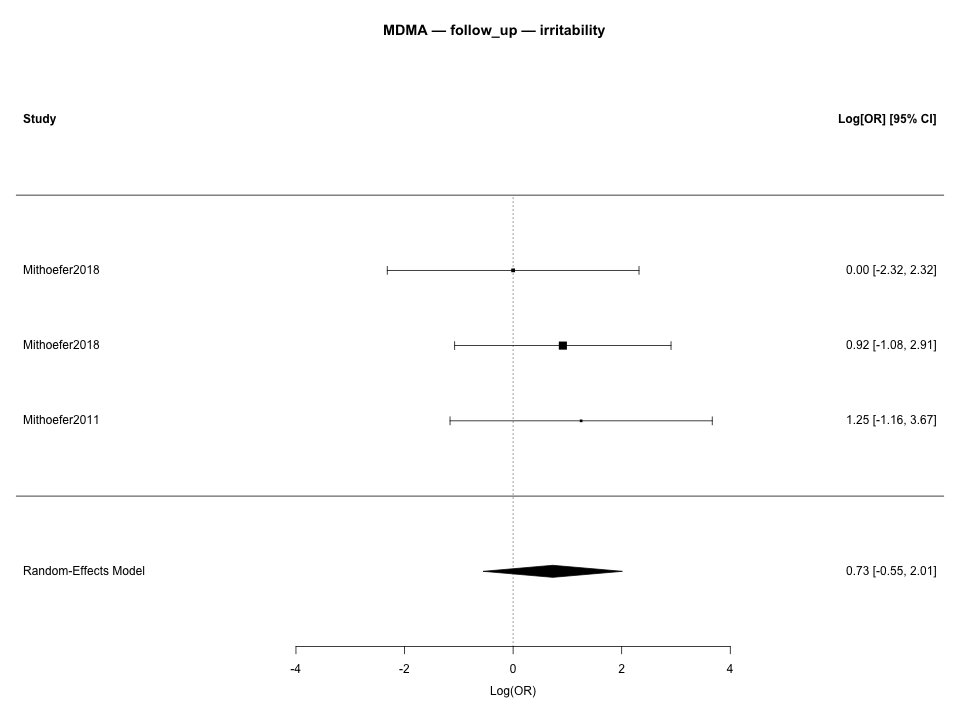 MDMA — follow_up — irritability
Study Log[OR] [95% CI]
Mithoefer2018 0.00 [-2.32, 2.32]
Mithoefer2018 0.92 [-1.08, 2.91]
Mithoefer2011 1.25 [-1.16, 3.67]
Random-Effects Model 0.73 [-0.55, 2.01]
-4 -2 0 2 4
Log(OR)